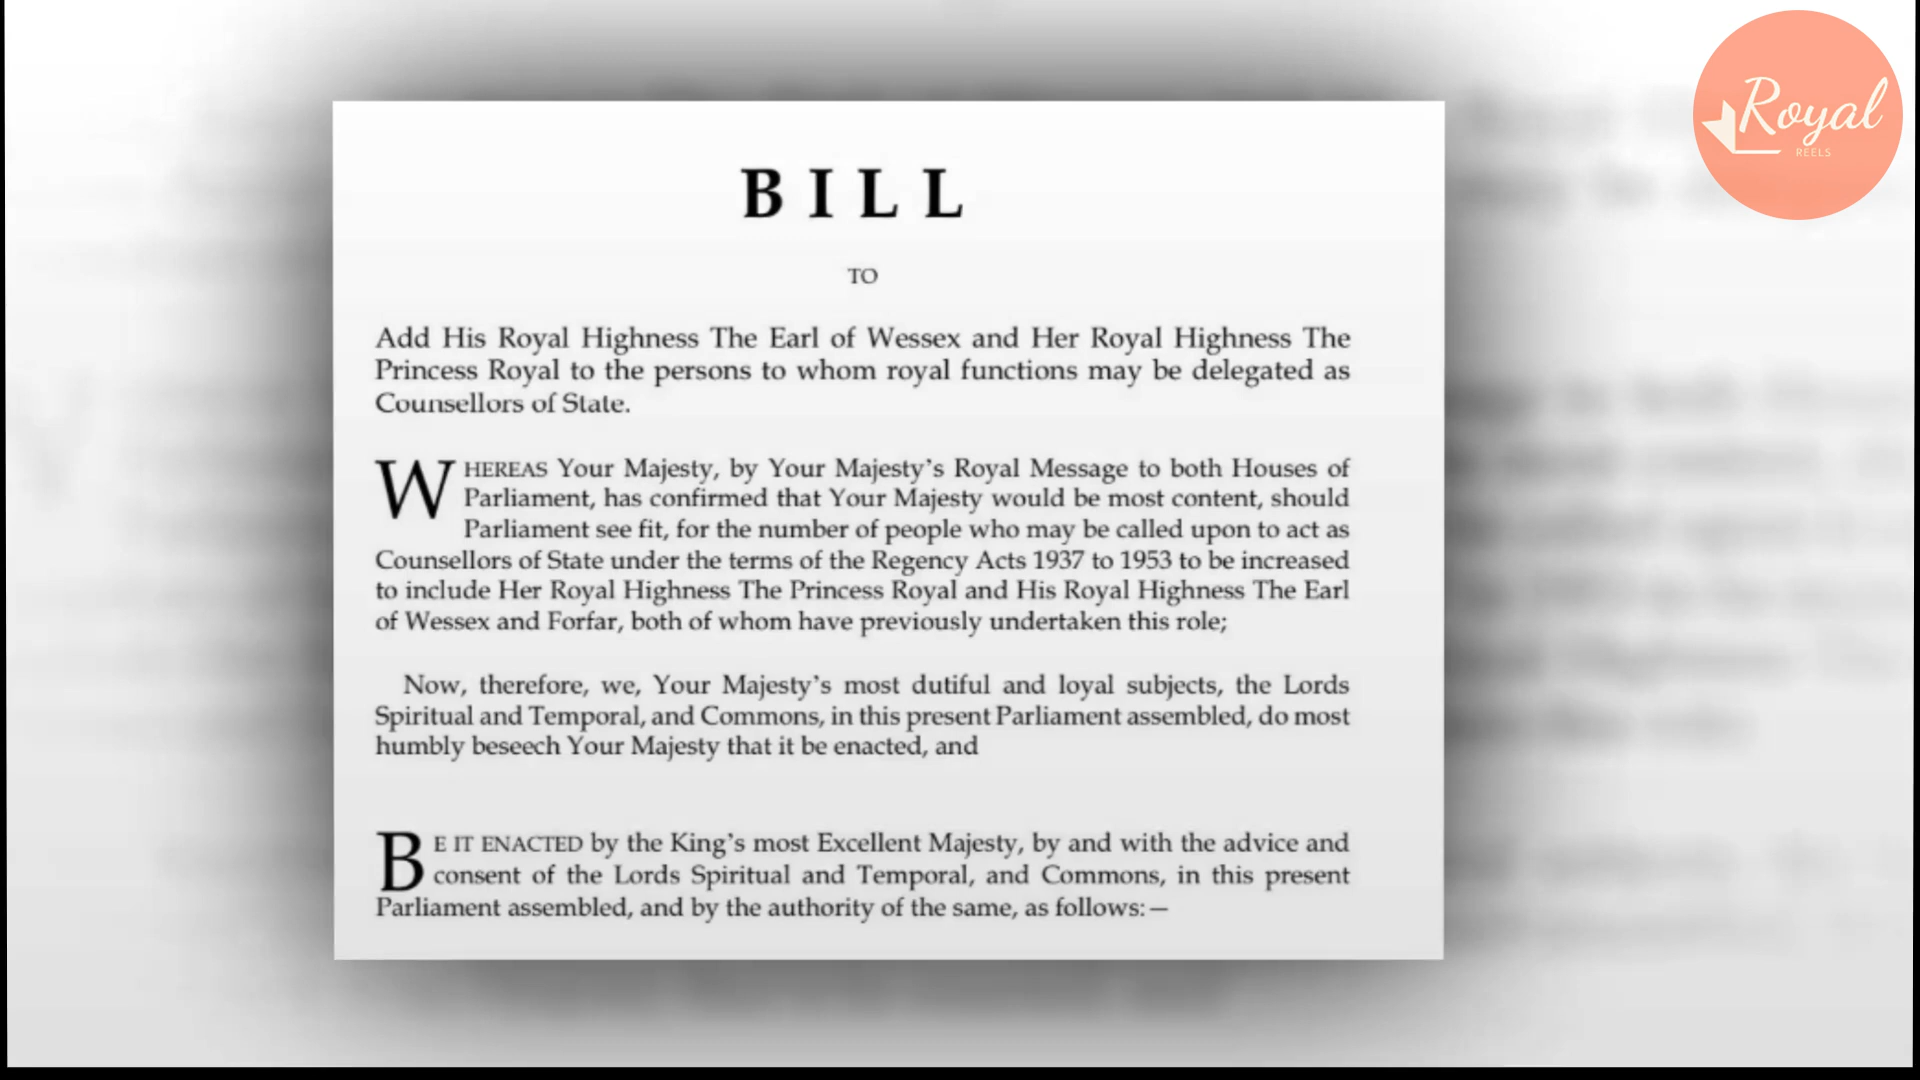 Royal
REELS
BILL
TO
Add His Royal Highness The Earl of Wessex and Her Royal Highness The
Princess Royal to the persons to whom royal functions may be delegated as
Counsellors of State.
WHEREAS Your Majesty, by Your Majesty’s Royal Message to both Houses of
Parliament, has confirmed that Your Majesty would be most content, should
Parliament see fit, for the number of people who may be called upon to act as
Counsellors of State under the terms of the Regency Acts 1937 to 1953 to be increased
to include Her Royal Highness The Princess Royal and His Royal Highness The Earl
of Wessex and Forfar, both of whom have previously undertaken this role;
Now, therefore, we, Your Majesty’s most dutiful and loyal subjects, the Lords
Spiritual and Temporal, and Commons, in this present Parliament assembled, do most
humbly beseech Your Majesty that it be enacted, and
BE IT ENACTED by the King’s most Excellent Majesty, by and with the advice and
consent of the Lords Spiritual and Temporal, and Commons, in this present
Parliament assembled, and by the authority of the same, as follows:—